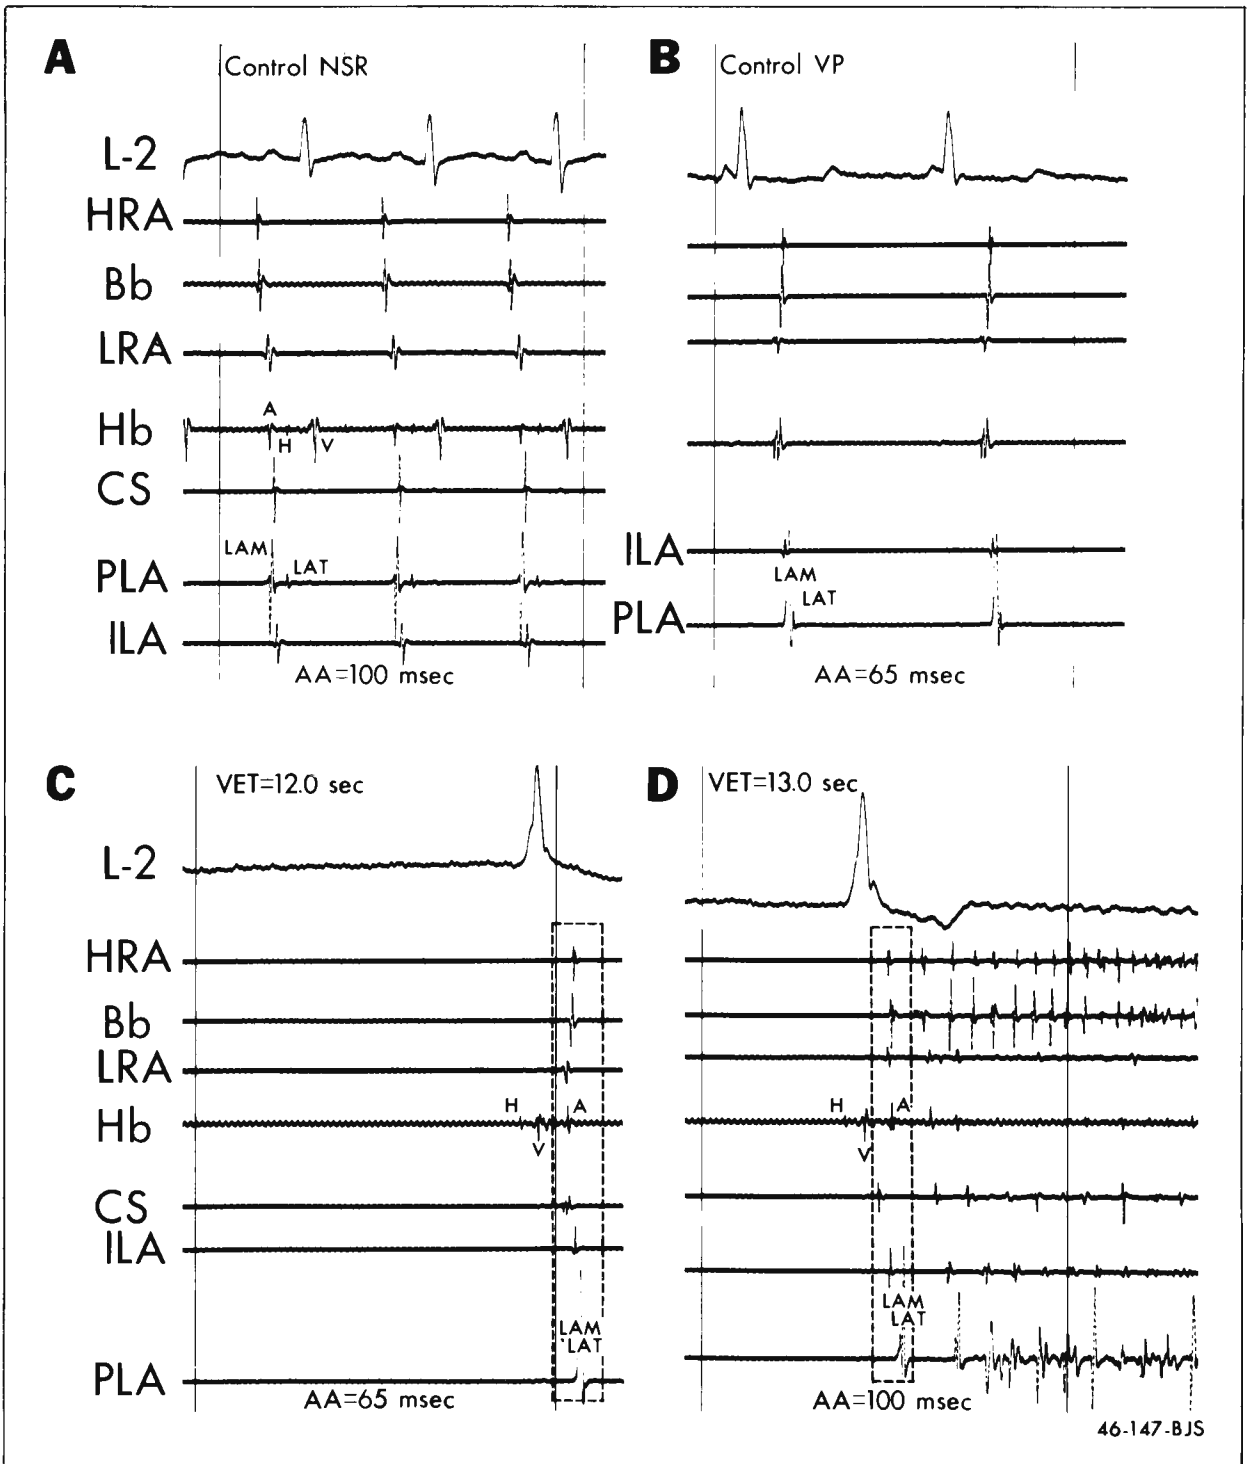 A
Control NSR
L-2
HRA
Bb
LRA
A
Hb
H
V
CS
LAM
LAT
PLA
ILA
AA=100 msec
B
Control VP
ILA
LAM
LAT
PLA
AA=65 msec
C
VET=12.0 sec
L-2
HRA
Bb
LRA
H
A
Hb
V
CS
ILA
LAM
LAT
PLA
AA=65 msec
D
VET=13.0 sec
H
A
V
LAM
LAT
AA=100 msec
46-147-BJS